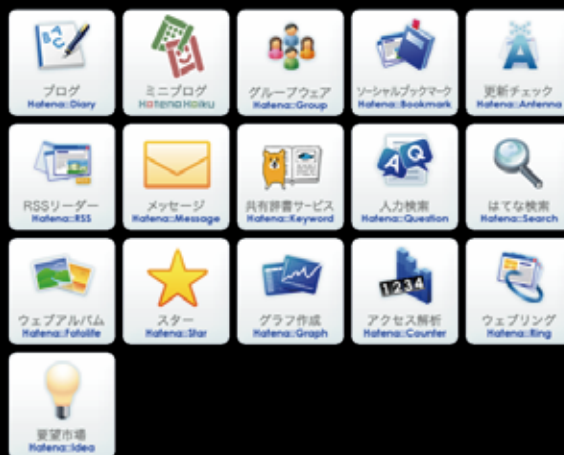 ABC
ブログ
Hatena::Diary
ミニブログ
Hatena Haiku
グループウェア
Hatena::Group
ソーシャルブックマーク
Hatena::Bookmark
更新チェック
Hatena::Antenna
RSSリーダー
Hatena::RSS
メッセージ
Hatena::Message
共有辞書サービス
Hatena::Keyword
A Q
人力検索
Hatena::Question
はてな検索
Hatena::Search
ウェブアルバム
Hatena::Fotolife
スター
Hatena::Star
グラフ作成
Hatena::Graph
1234
アクセス解析
Hatena::Counter
ウェブリング
Hatena::Ring
要望市場
Hatena::Idea